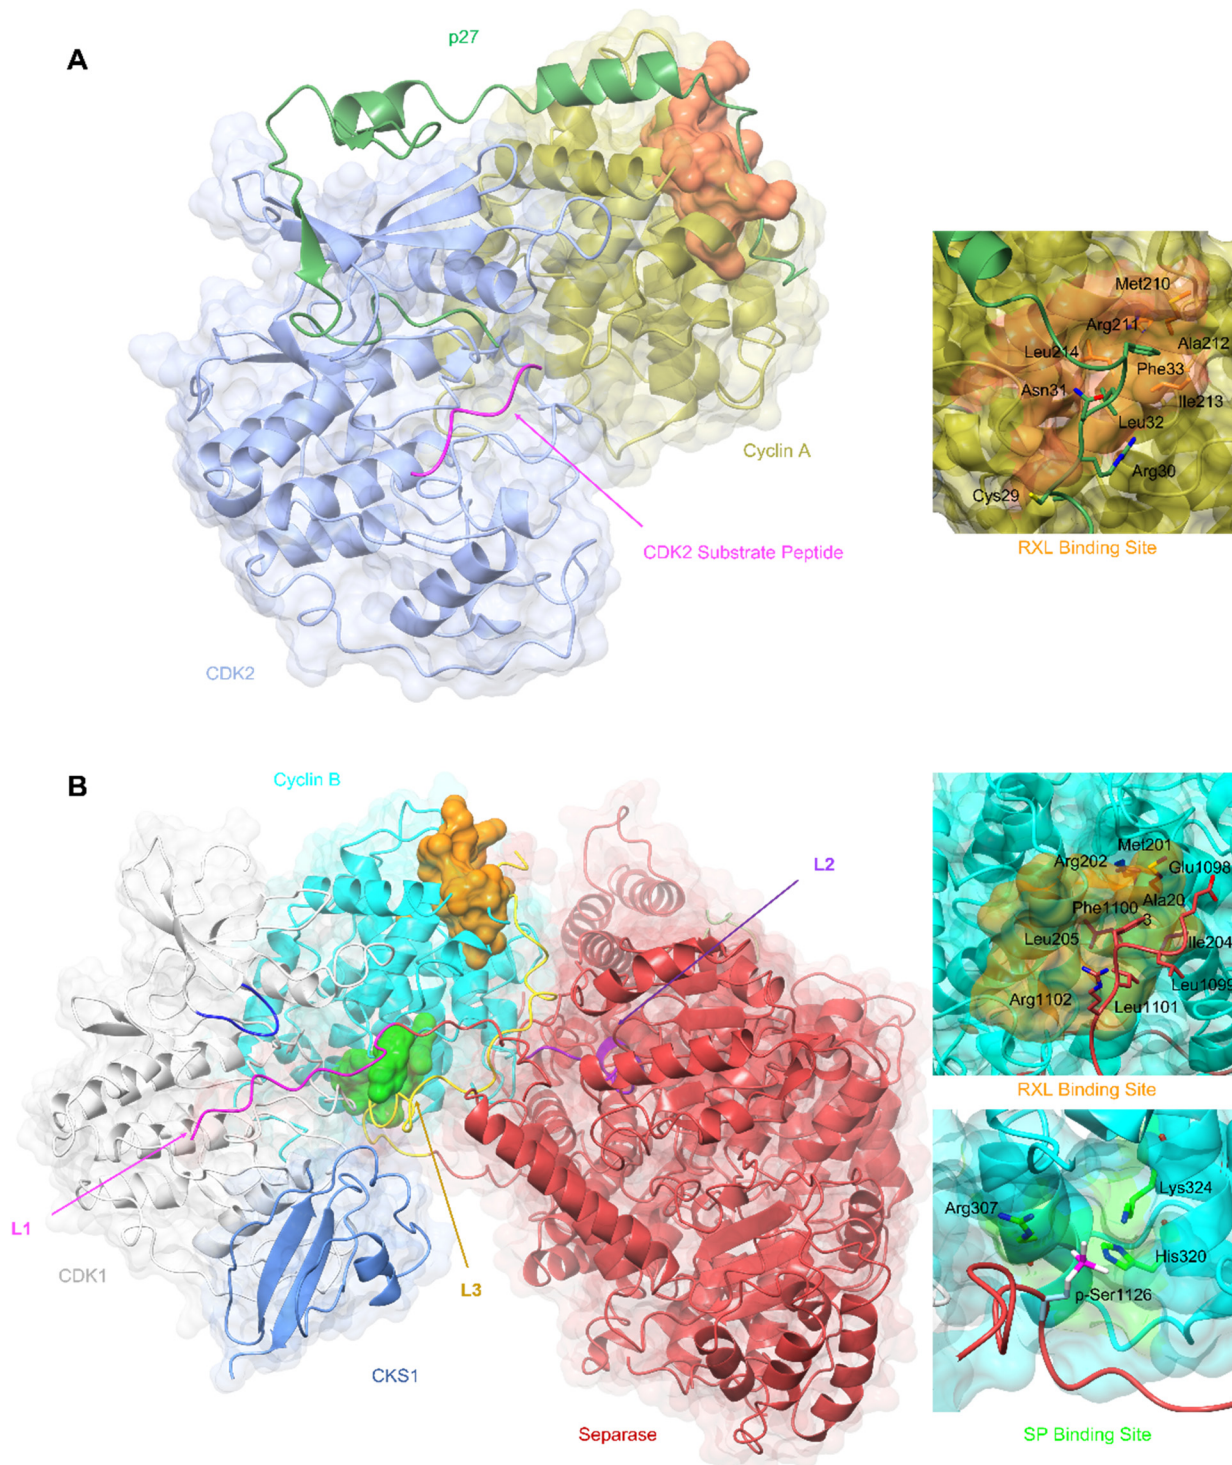 A
p27
Cyclin A
CDK2 Substrate Peptide
CDK2
Met210
Arg211
Ala212
Leu214
Phe33
Asn31
Ile213
Leu32
Arg30
Cys29
RXL Binding Site
B
Cyclin B
L2
L1
CDK1
L3
CKS1
Separase
Met201
Arg202
Glu1098
Ala20
3
Phe1100
Leu205
Ile204
Leu1099
Arg1102
Leu1101
RXL Binding Site
Lys324
Arg307
His320
p-Ser1126
SP Binding Site